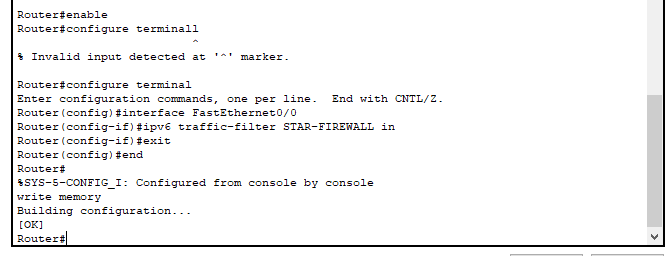 Router#enable
Router#configure terminall
^
% Invalid input detected at '^' marker.
Router#configure terminal
Enter configuration commands, one per line.  End with CNTL/Z.
Router(config)#interface FastEthernet0/0
Router(config-if)#ipv6 traffic-filter STAR-FIREWALL in
Router(config-if)#exit
Router(config)#end
Router#
%SYS-5-CONFIG_I: Configured from console by console
write memory
Building configuration...
[OK]
Router#